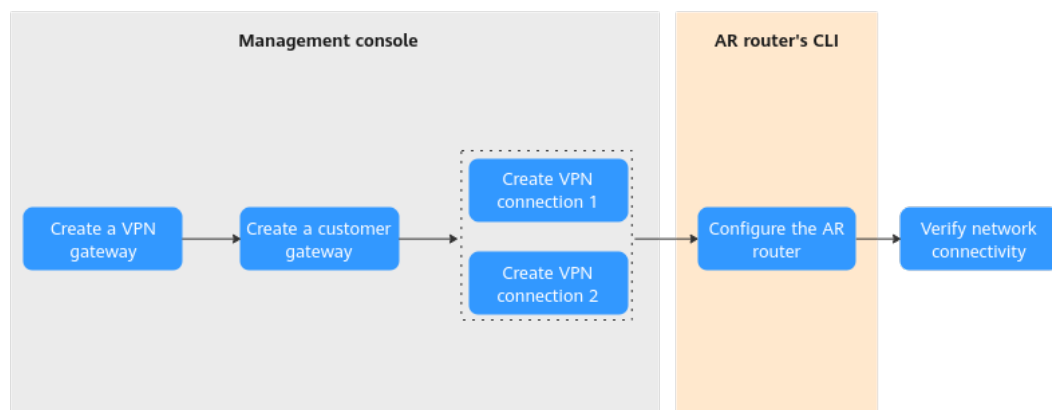 Management console
AR router's CLI
Create a VPN
gateway
Create a customer
gateway
Create VPN
connection 1
Create VPN
connection 2
Configure the AR
router
Verify network
connectivity